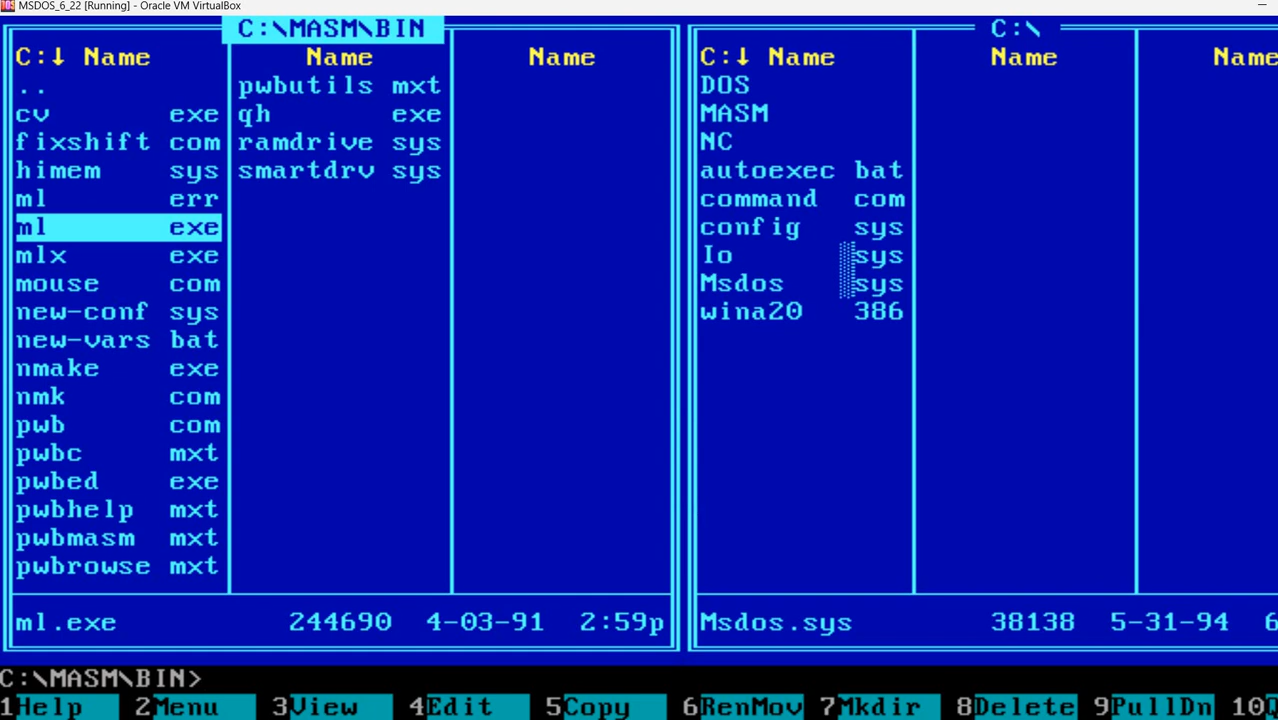 MSDOS_6_22 [Running] - Oracle VM VirtualBox
C:\MASM\BIN
C:↓ Name Name Name
..
cv exe
fixshift com
himem sys
ml err
ml exe
mlx exe
mouse com
new-conf sys
new-vars bat
nmake exe
nmk com
pwb com
pwbc mxt
pwbed exe
pwbhelp mxt
pwbmasm mxt
pwbrowse mxt
pwbutils mxt
qh exe
ramdrive sys
smartdrv sys
ml.exe 244690 4-03-91 2:59p
C:\
C:↓ Name Name Name
DOS
MASM
NC
autoexec bat
command com
config sys
Io sys
Msdos sys
wina20 386
Msdos.sys 38138 5-31-94 6
C:\MASM\BIN>
1Help 2Menu 3View 4Edit 5Copy 6RenMov 7Mkdir 8Delete 9PullDn 10